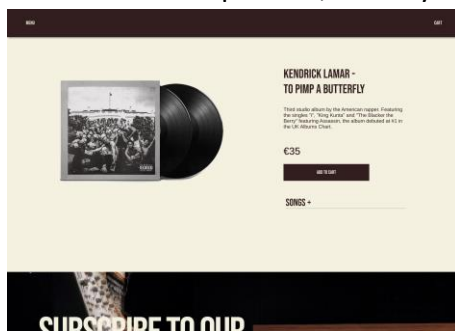 MENU
CART
KENDRICK LAMAR -
TO PIMP A BUTTERFLY
Third studio album by the American rapper. Featuring
the singles "i", "King Kunta" and "The Blacker the
Berry" featuring Assassin, the album debuted at #1 in
the UK Albums Chart.
€35
ADD TO CART
SONGS +
SUBSCRIBE TO OUR